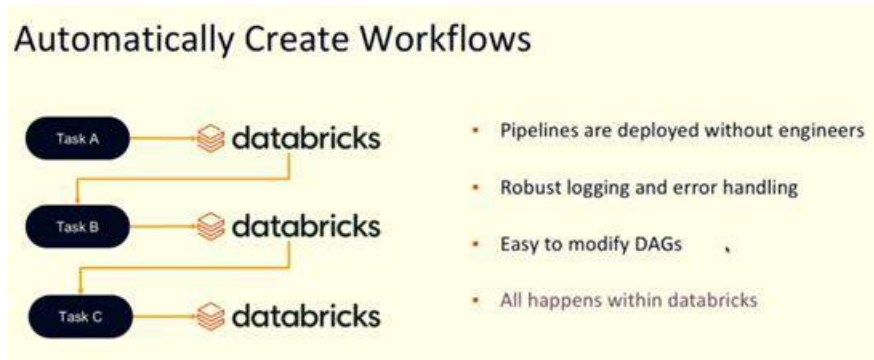 Automatically Create Workflows
Task A
databricks
Task B
databricks
Task C
databricks
Pipelines are deployed without engineers
Robust logging and error handling
Easy to modify DAGs
All happens within databricks